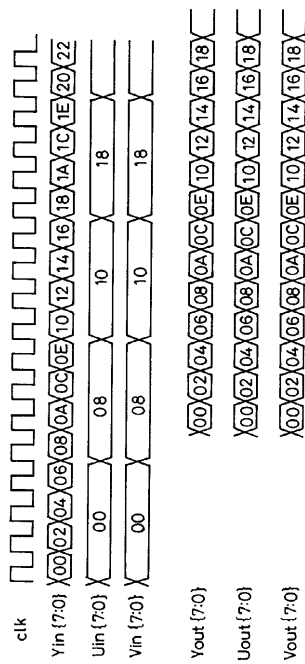 clk
Yin {7:0} 00 02 04 06 08 0A 0C 0E 10 12 14 16 18 1A 1C 1E 20 22
Uin {7:0} 00 08 10 18
Vin {7:0} 00 08 10 18
Yout {7:0} 00 02 04 06 08 0A 0C 0E 10 12 14 16 18
Uout {7:0} 00 02 04 06 08 0A 0C 0E 10 12 14 16 18
Vout {7:0} 00 02 04 06 08 0A 0C 0E 10 12 14 16 18